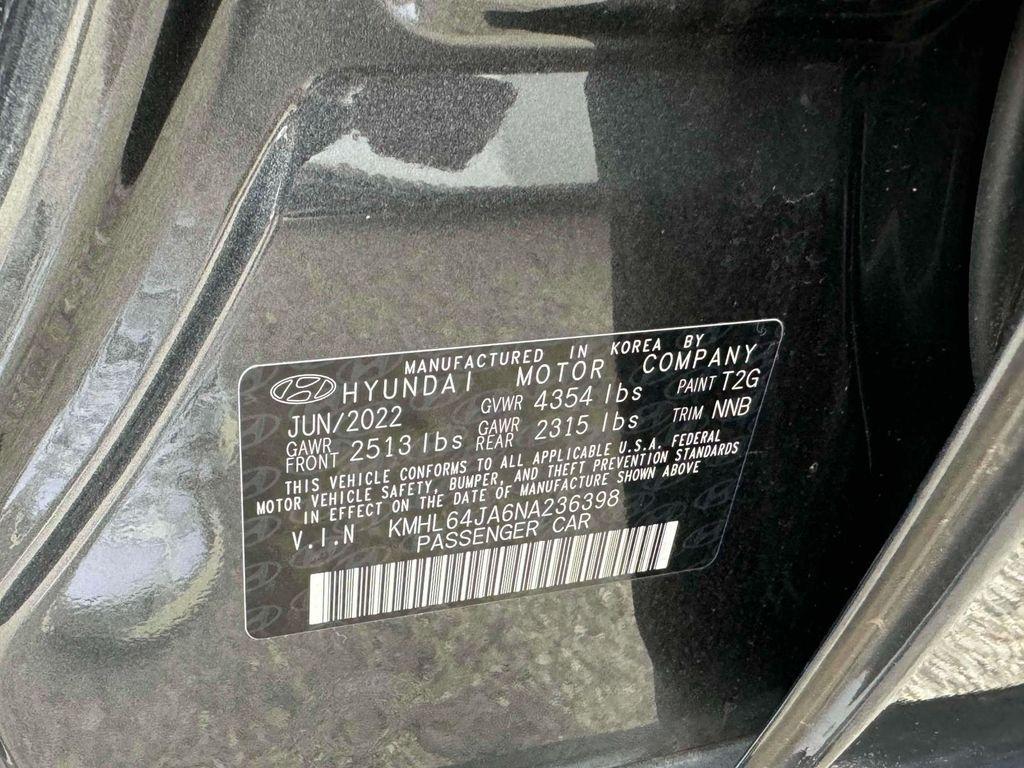 MANUFACTURED IN KOREA BY
HYUNDAI MOTOR COMPANY
JUN/2022 GVWR 4354 lbs PAINT T2G
GAWR FRONT 2513 lbs GAWR REAR 2315 lbs TRIM NNB
THIS VEHICLE CONFORMS TO ALL APPLICABLE U.S.A. FEDERAL
MOTOR VEHICLE SAFETY, BUMPER, AND THEFT PREVENTION STANDARDS
IN EFFECT ON THE DATE OF MANUFACTURE SHOWN ABOVE
V.I.N KMHL64JA6NA236398
PASSENGER CAR